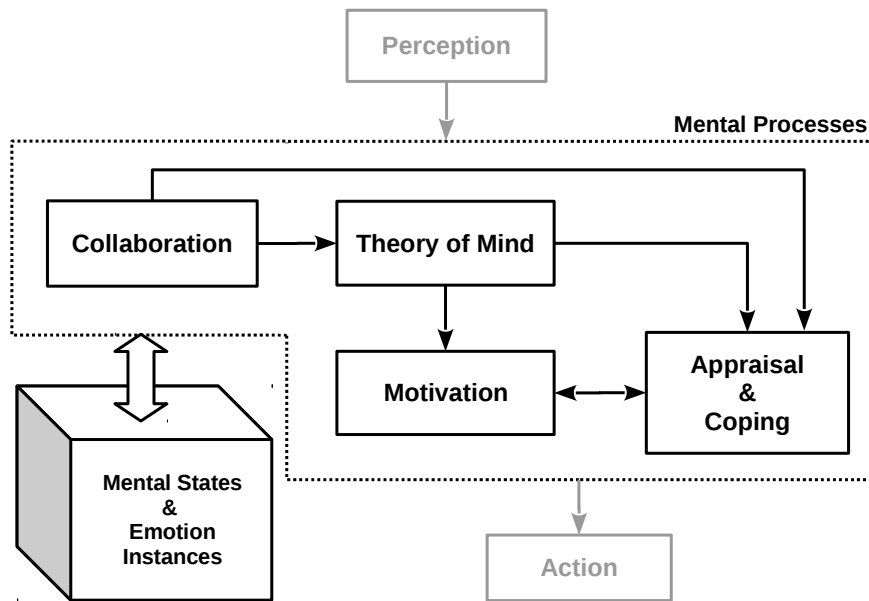 Perception
Mental Processes
Collaboration
Theory of Mind
Motivation
Appraisal
&
Coping
Mental States
&
Emotion
Instances
Action